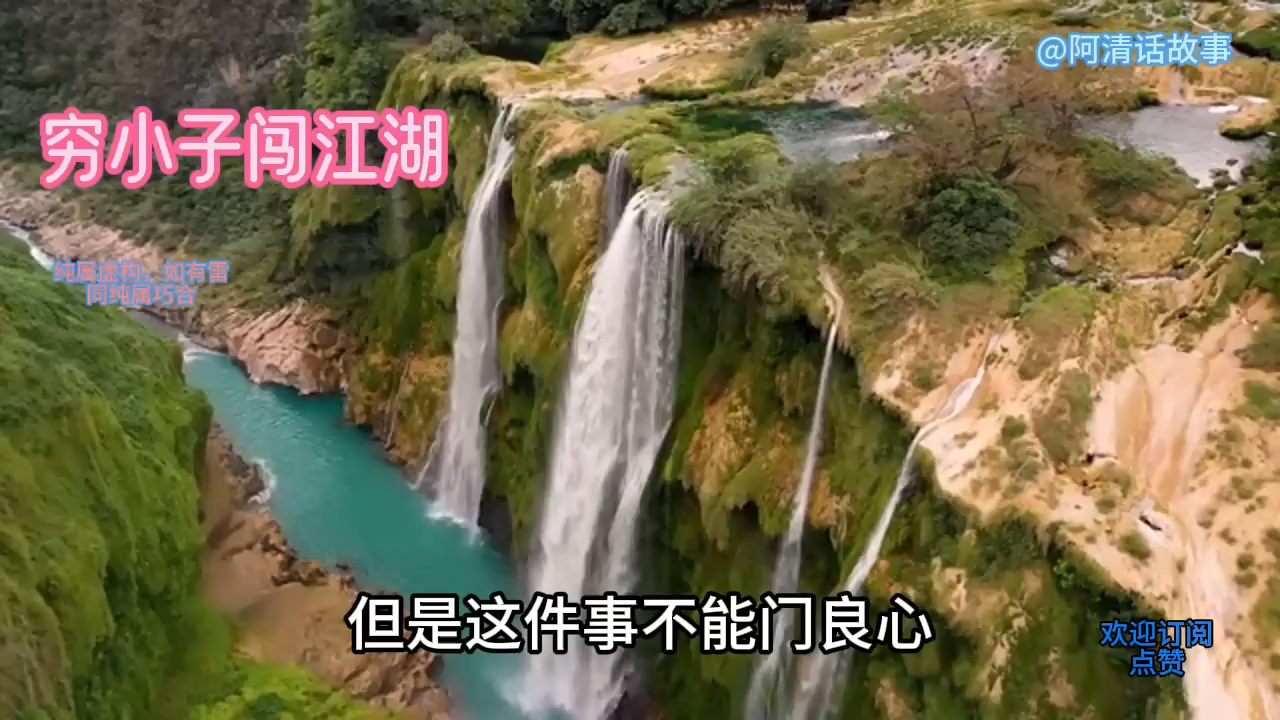 @阿清话故事
穷小子闯江湖
纯属虚构，如有雷
同纯属巧合
但是这件事不能门良心
欢迎订阅
点赞